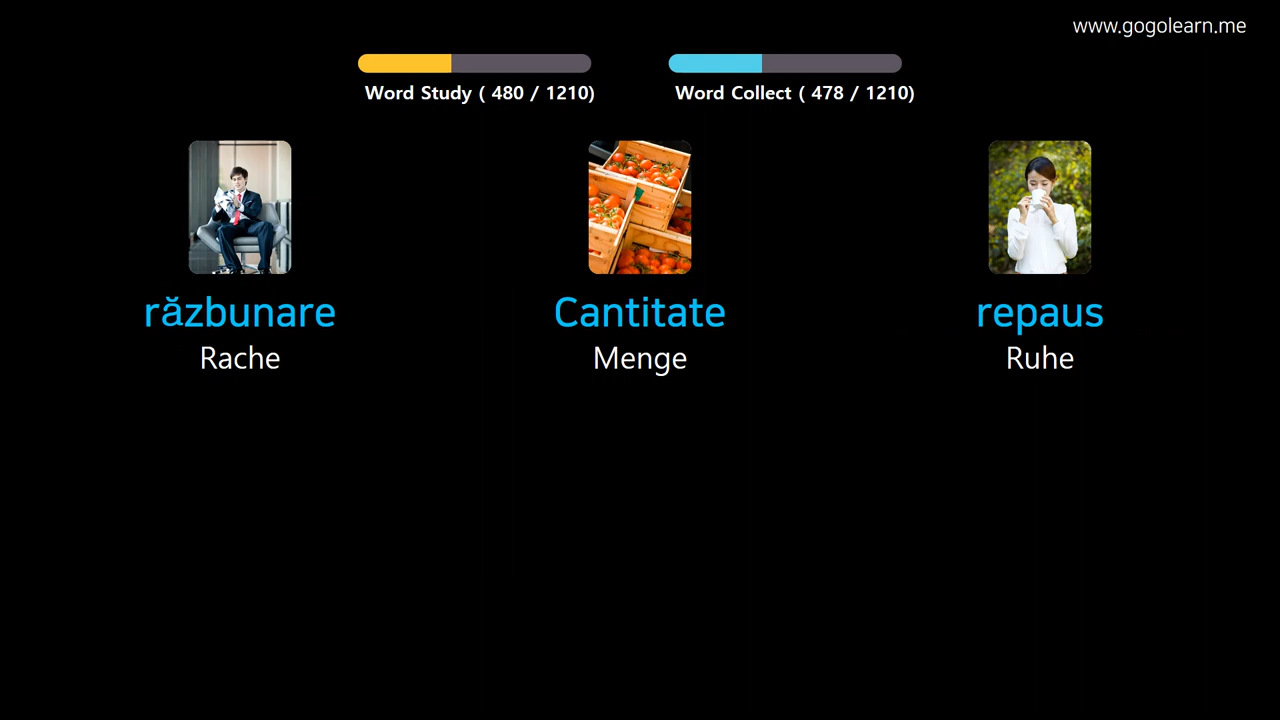 www.gogolearn.me
Word Study ( 480 / 1210)
Word Collect ( 478 / 1210)
răzbunare
Cantitate
repaus
Rache
Menge
Ruhe